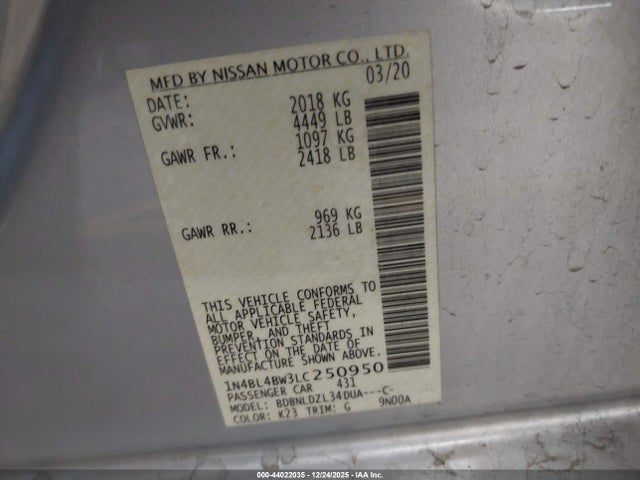 MFD BY NISSAN MOTOR CO., LTD.
DATE: 03/20
GVWR: 2018 KG
4449 LB
GAWR FR.: 1097 KG
2418 LB
GAWR RR.: 969 KG
2136 LB
THIS VEHICLE CONFORMS TO
ALL APPLICABLE FEDERAL
MOTOR VEHICLE SAFETY,
BUMPER, AND THEFT
PREVENTION STANDARDS IN
EFFECT ON THE DATE OF
MANUFACTURE SHOWN ABOVE.
1N4BL4BW3LC250950
PASSENGER CAR 431
MODEL: BDBNLDZL34DUA---C-
COLOR: K23 TRIM: G 9N00A
000-44022035 - 12/24/2025 - IAA Inc.